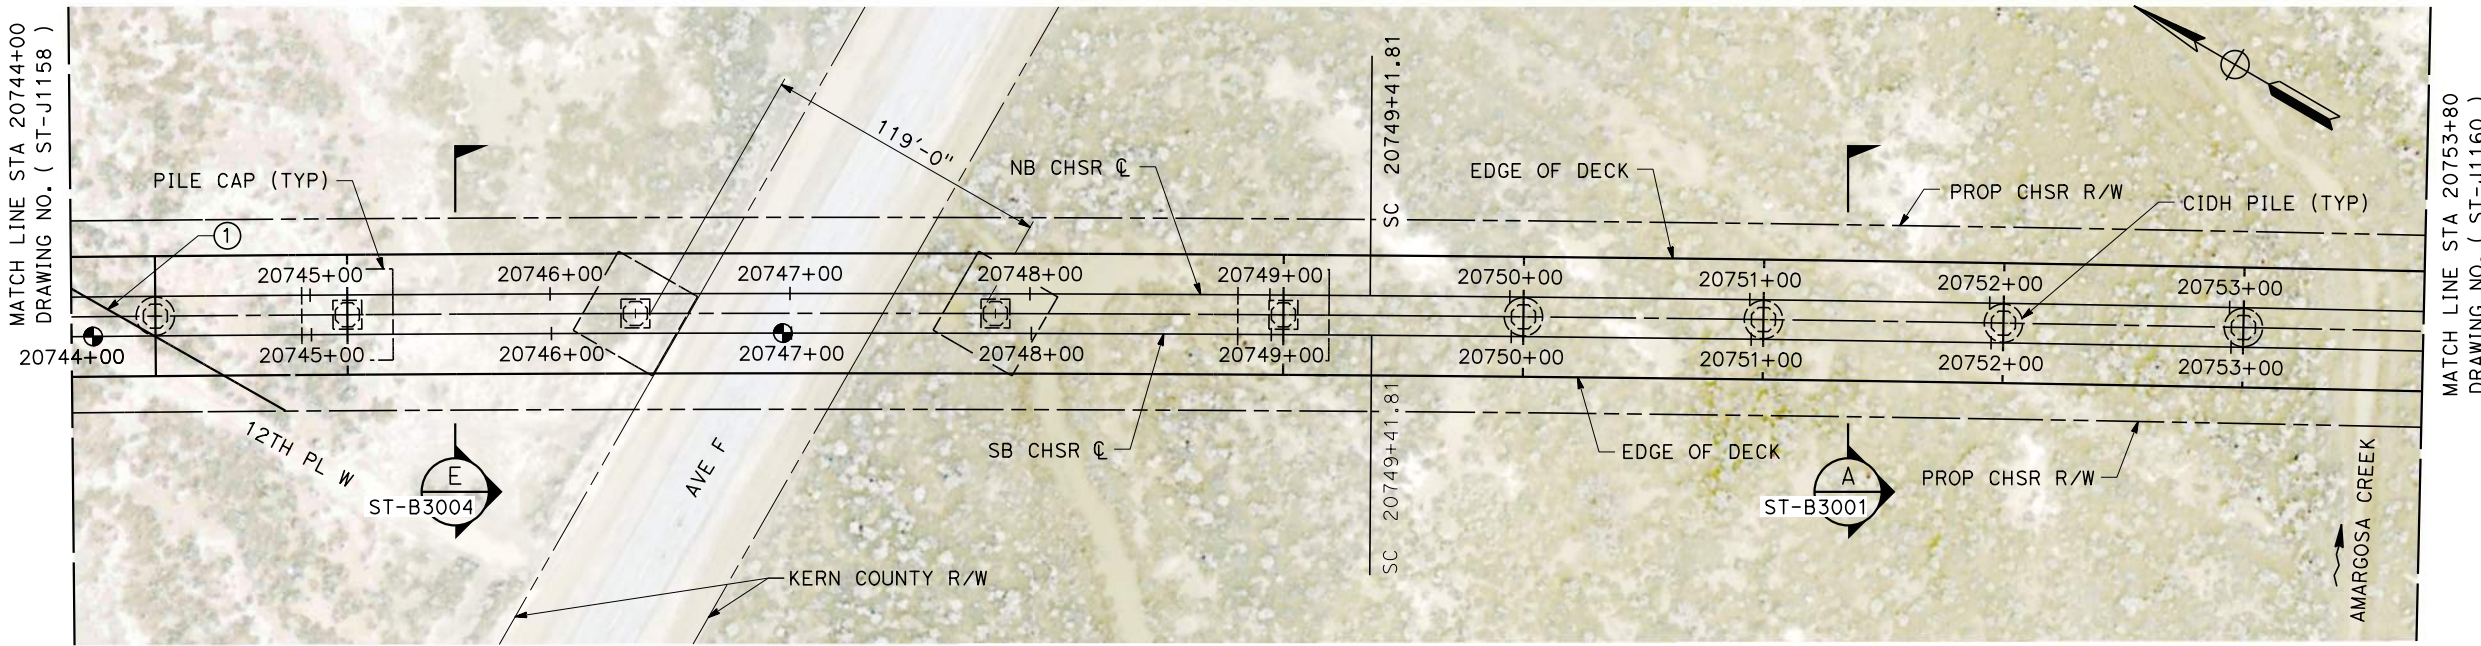 MATCH LINE STA 20744+00
DRAWING NO. ( ST-J1158 )
PILE CAP (TYP)
1
119'-0"
NB CHSR ℄
SC 20749+41.81
EDGE OF DECK
PROP CHSR R/W
CIDH PILE (TYP)
20745+00
20746+00
20747+00
20748+00
20749+00
20750+00
20751+00
20752+00
20753+00
20744+00
20745+00
20746+00
20747+00
20748+00
20749+00
20750+00
20751+00
20752+00
20753+00
12TH PL W
E
ST-B3004
AVE F
SB CHSR ℄
SC 20749+41.81
EDGE OF DECK
A
ST-B3001
PROP CHSR R/W
KERN COUNTY R/W
AMARGOSA CREEK
MATCH LINE STA 20753+80
DRAWING NO. ( ST-J1160 )